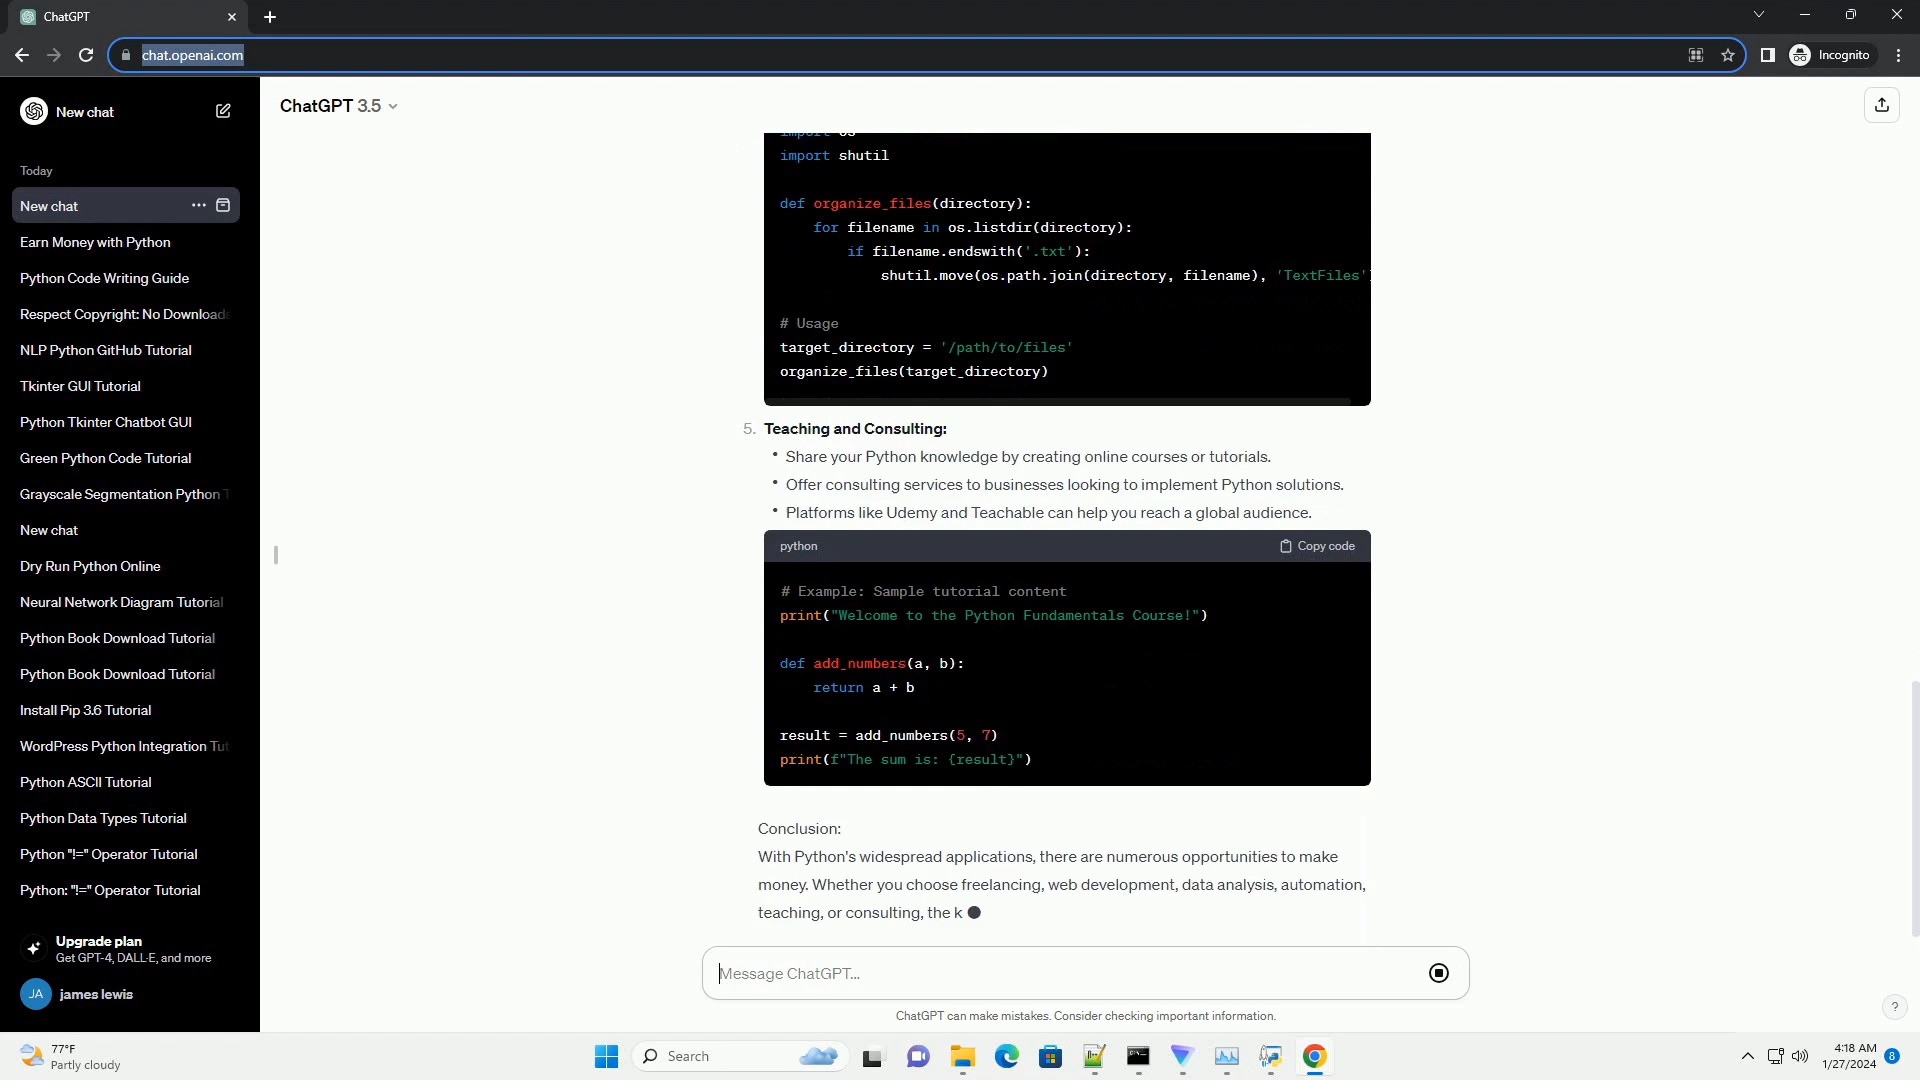 ChatGPT
chat.openai.com
Incognito
New chat
Today
New chat
Earn Money with Python
Python Code Writing Guide
Respect Copyright: No Downloads
NLP Python GitHub Tutorial
Tkinter GUI Tutorial
Python Tkinter Chatbot GUI
Green Python Code Tutorial
Grayscale Segmentation Python T
New chat
Dry Run Python Online
Neural Network Diagram Tutorial
Python Book Download Tutorial
Python Book Download Tutorial
Install Pip 3.6 Tutorial
WordPress Python Integration Tut
Python ASCII Tutorial
Python Data Types Tutorial
Python "!=" Operator Tutorial
Python: "!=" Operator Tutorial
Upgrade plan
Get GPT-4, DALL·E, and more
JA james lewis
ChatGPT 3.5
import os
import shutil
def organize_files(directory):
for filename in os.listdir(directory):
if filename.endswith('.txt'):
shutil.move(os.path.join(directory, filename), 'TextFiles')
# Usage
target_directory = '/path/to/files'
organize_files(target_directory)
5. Teaching and Consulting:
• Share your Python knowledge by creating online courses or tutorials.
• Offer consulting services to businesses looking to implement Python solutions.
• Platforms like Udemy and Teachable can help you reach a global audience.
python Copy code
# Example: Sample tutorial content
print("Welcome to the Python Fundamentals Course!")
def add_numbers(a, b):
return a + b
result = add_numbers(5, 7)
print(f"The sum is: {result}")
Conclusion:
With Python's widespread applications, there are numerous opportunities to make
money. Whether you choose freelancing, web development, data analysis, automation,
teaching, or consulting, the k
Message ChatGPT...
ChatGPT can make mistakes. Consider checking important information.
?
77°F
Partly cloudy
Search
4:18 AM
1/27/2024
8